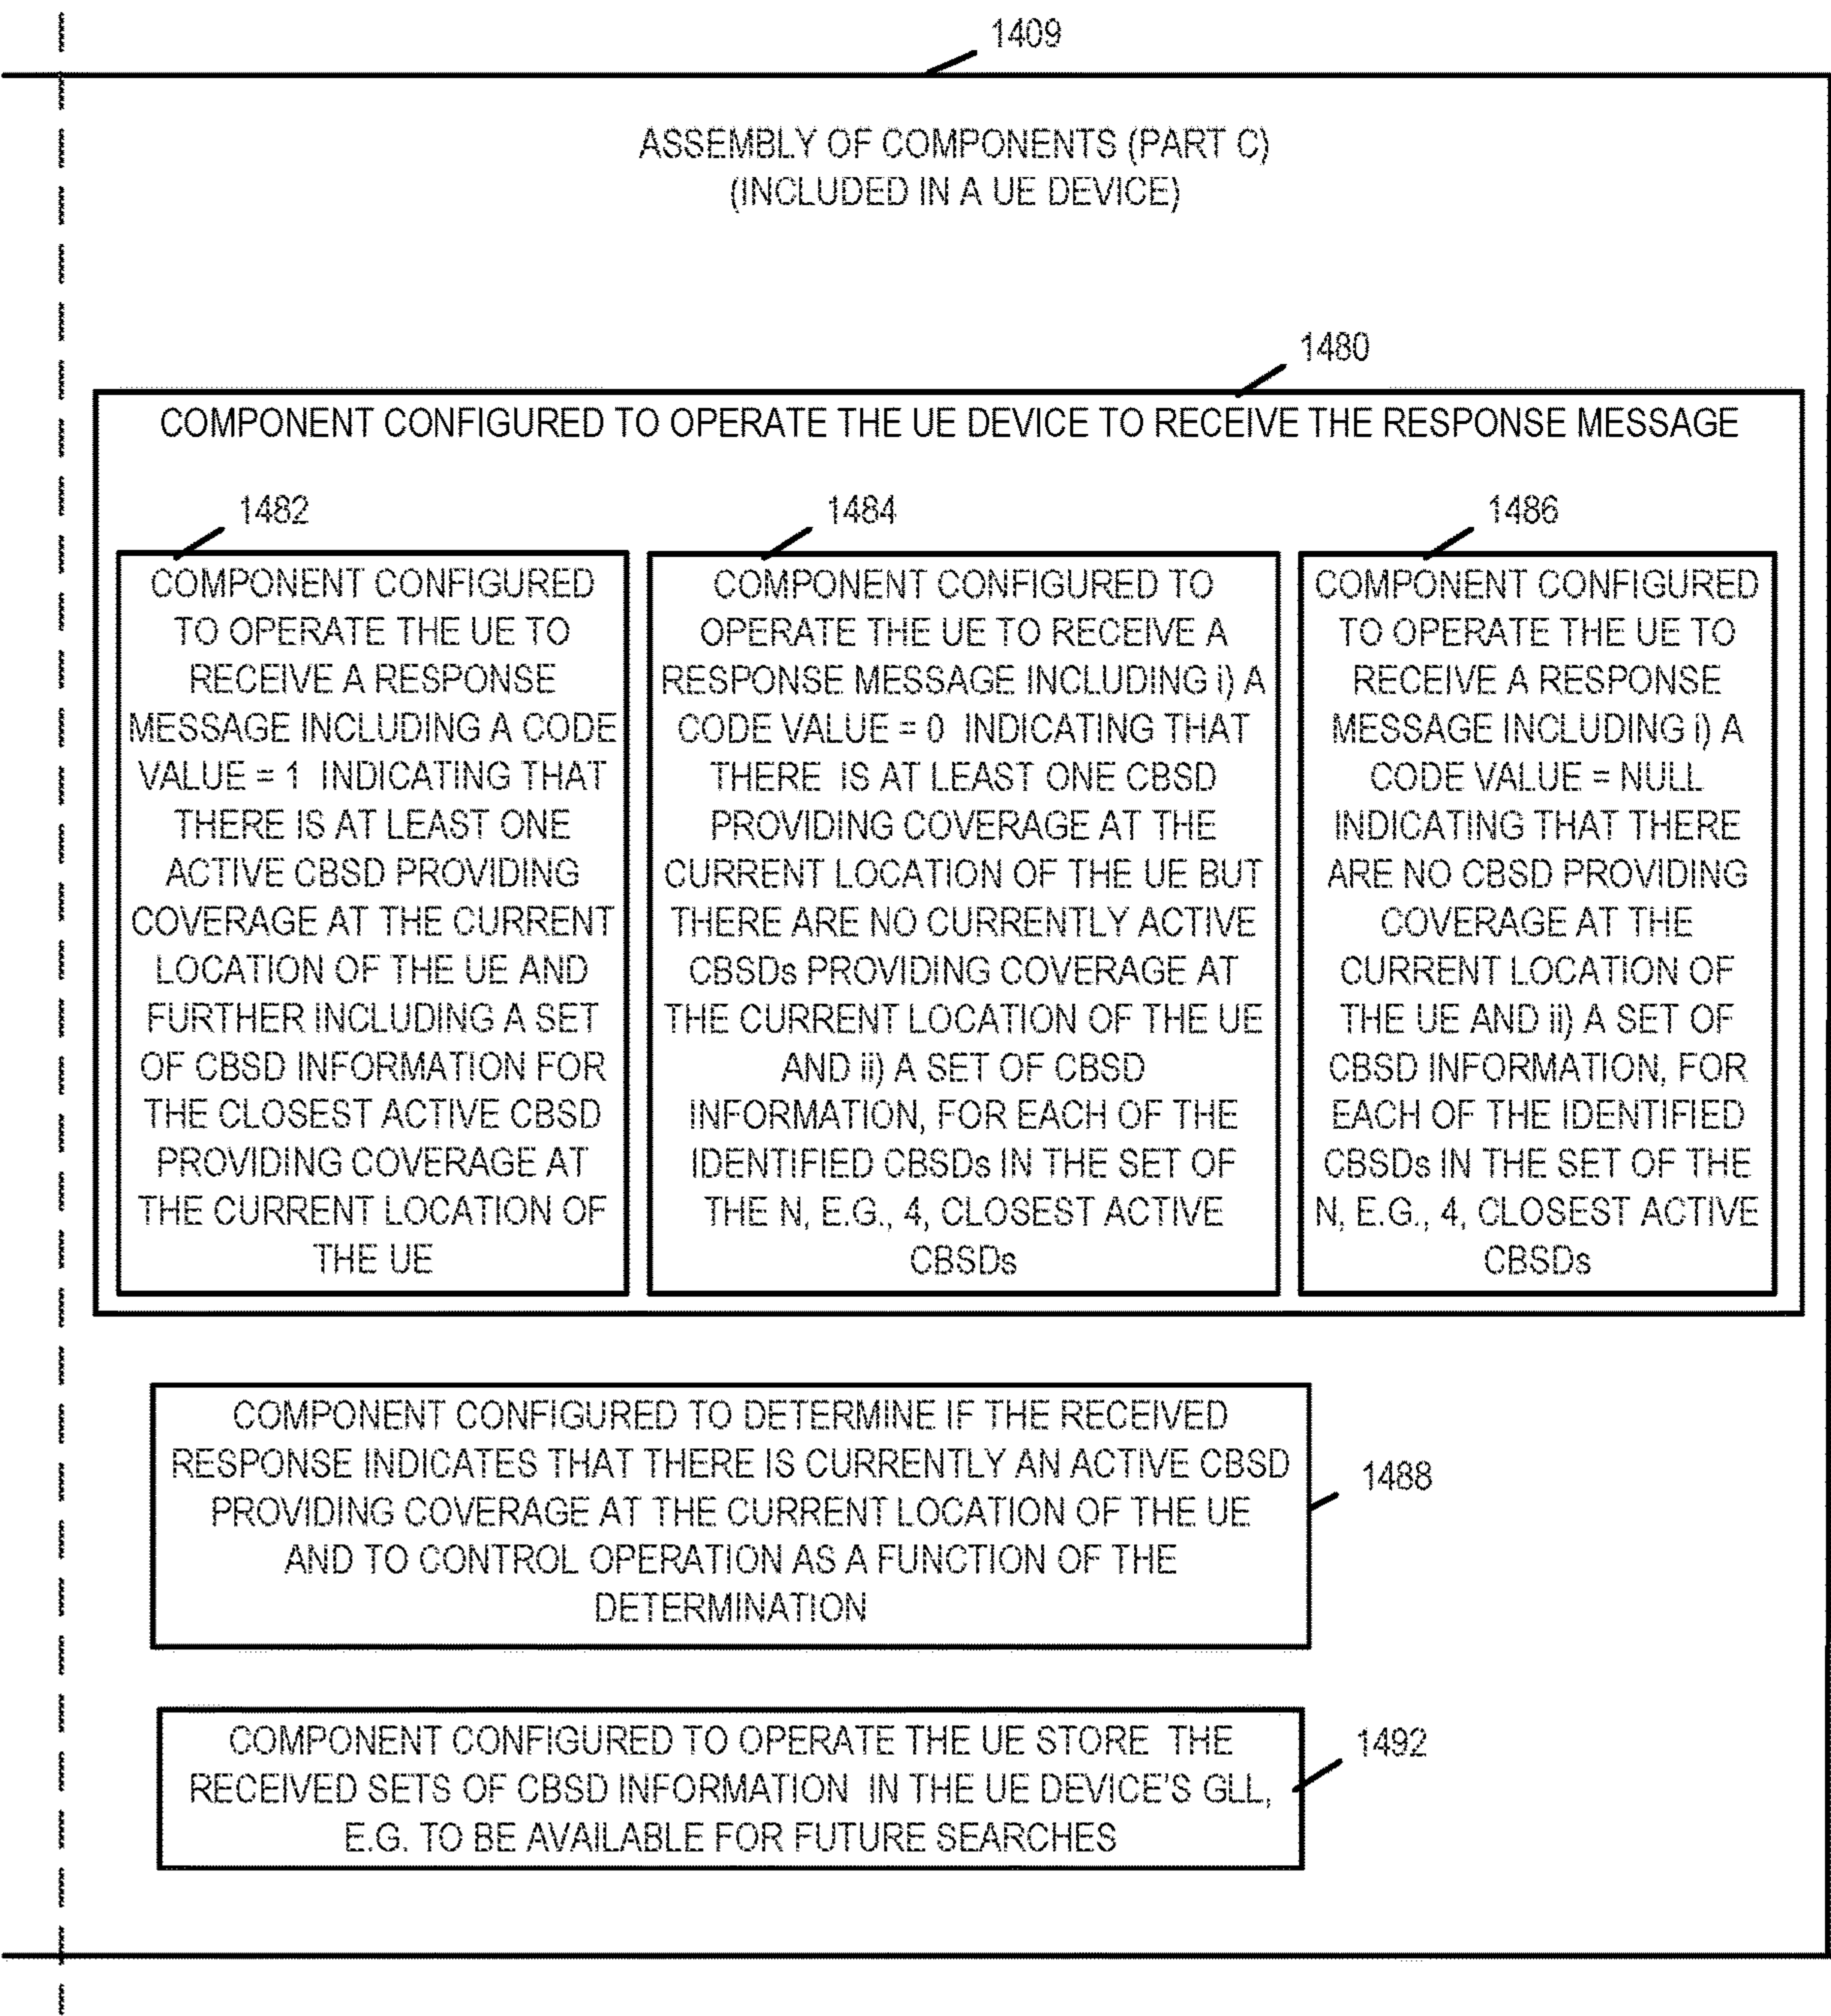 1409
ASSEMBLY OF COMPONENTS (PART C)
(INCLUDED IN A UE DEVICE)
1480
COMPONENT CONFIGURED TO OPERATE THE UE DEVICE TO RECEIVE THE RESPONSE MESSAGE
1482
COMPONENT CONFIGURED
TO OPERATE THE UE TO
RECEIVE A RESPONSE
MESSAGE INCLUDING A CODE
VALUE = 1 INDICATING THAT
THERE IS AT LEAST ONE
ACTIVE CBSD PROVIDING
COVERAGE AT THE CURRENT
LOCATION OF THE UE AND
FURTHER INCLUDING A SET
OF CBSD INFORMATION FOR
THE CLOSEST ACTIVE CBSD
PROVIDING COVERAGE AT
THE CURRENT LOCATION OF
THE UE
1484
COMPONENT CONFIGURED TO
OPERATE THE UE TO RECEIVE A
RESPONSE MESSAGE INCLUDING i) A
CODE VALUE = 0 INDICATING THAT
THERE IS AT LEAST ONE CBSD
PROVIDING COVERAGE AT THE
CURRENT LOCATION OF THE UE BUT
THERE ARE NO CURRENTLY ACTIVE
CBSDs PROVIDING COVERAGE AT
THE CURRENT LOCATION OF THE UE
AND ii) A SET OF CBSD
INFORMATION, FOR EACH OF THE
IDENTIFIED CBSDs IN THE SET OF
THE N, E.G., 4, CLOSEST ACTIVE
CBSDs
1486
COMPONENT CONFIGURED
TO OPERATE THE UE TO
RECEIVE A RESPONSE
MESSAGE INCLUDING i) A
CODE VALUE = NULL
INDICATING THAT THERE
ARE NO CBSD PROVIDING
COVERAGE AT THE
CURRENT LOCATION OF
THE UE AND ii) A SET OF
CBSD INFORMATION, FOR
EACH OF THE IDENTIFIED
CBSDs IN THE SET OF THE
N, E.G., 4, CLOSEST ACTIVE
CBSDs
COMPONENT CONFIGURED TO DETERMINE IF THE RECEIVED
RESPONSE INDICATES THAT THERE IS CURRENTLY AN ACTIVE CBSD
PROVIDING COVERAGE AT THE CURRENT LOCATION OF THE UE
AND TO CONTROL OPERATION AS A FUNCTION OF THE
DETERMINATION
1488
COMPONENT CONFIGURED TO OPERATE THE UE STORE THE
RECEIVED SETS OF CBSD INFORMATION IN THE UE DEVICE'S GLL,
E.G. TO BE AVAILABLE FOR FUTURE SEARCHES
1492